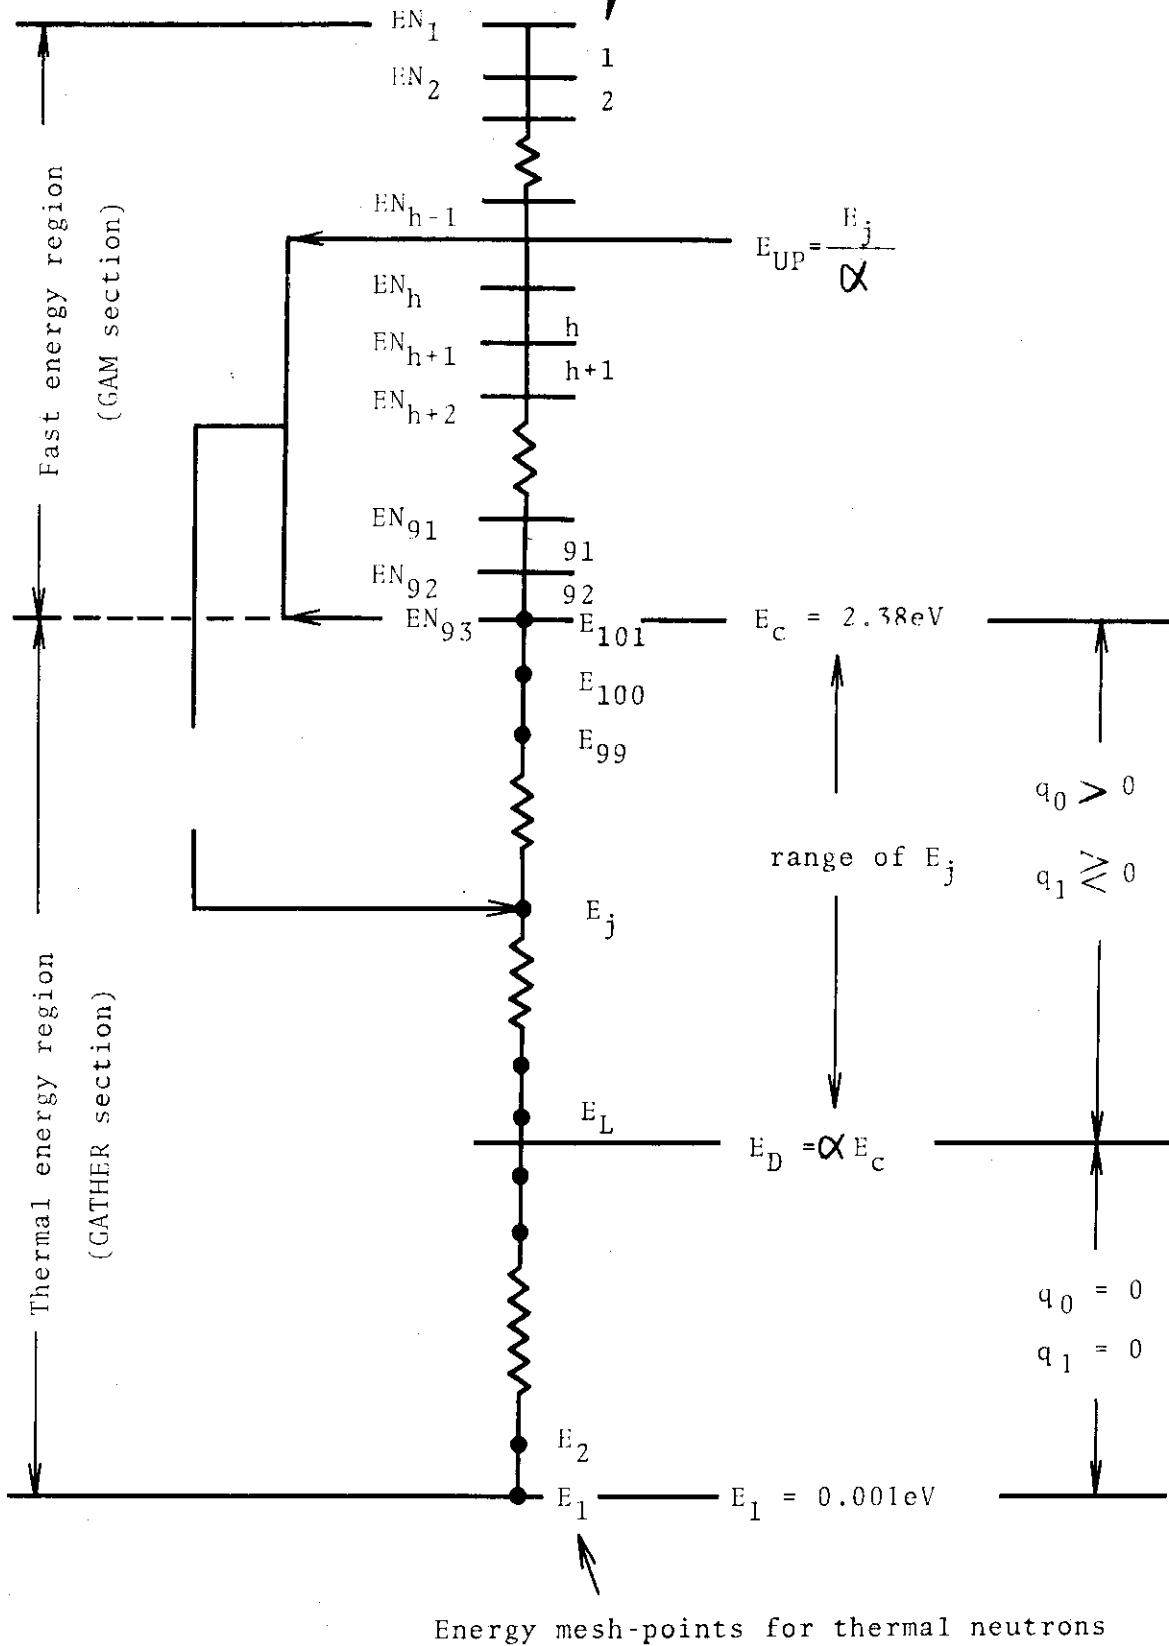 EN1
1
EN2
2
Fast energy region
(GAM section)
ENh-1
EUP = Ej / α
ENh
h
ENh+1
h+1
ENh+2
EN91
91
EN92
92
EN93
E101
Ec = 2.38eV
E100
E99
q0 > 0
range of Ej
q1 ≷ 0
Ej
Thermal energy region
(GATHER section)
EL
ED = α Ec
q0 = 0
q1 = 0
E2
E1
E1 = 0.001eV
Energy mesh-points for thermal neutrons